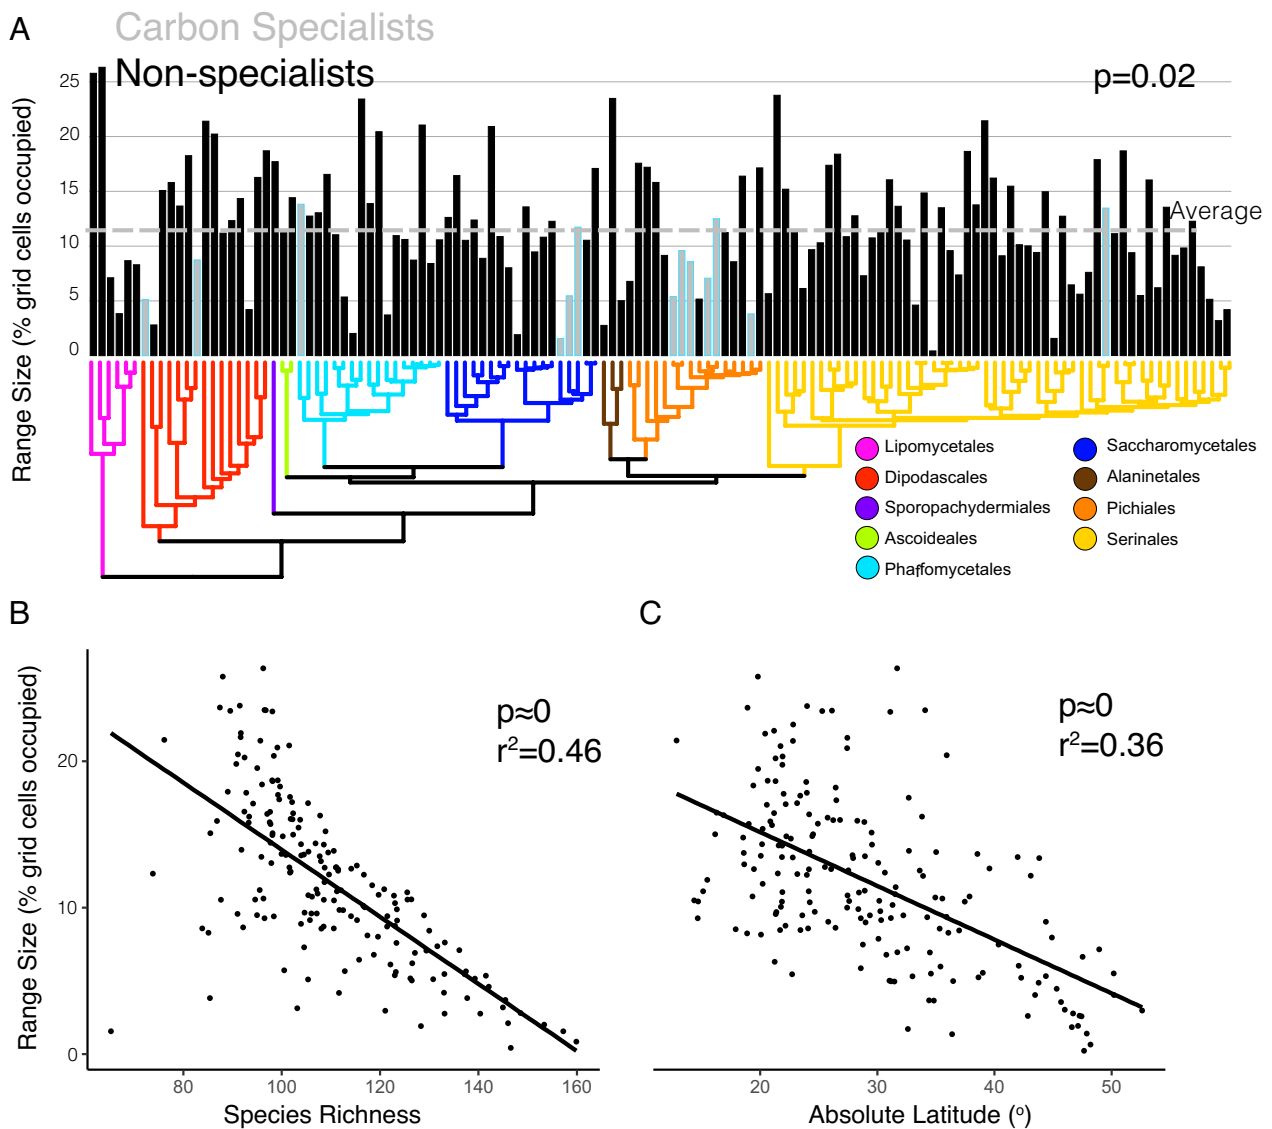 A
Carbon Specialists
Non-specialists
p=0.02
Range Size (% grid cells occupied)
25
20
15
10
5
0
Average
Lipomycetales
Dipodascales
Sporopachydermiales
Ascoideales
Phaffomycetales
Saccharomycetales
Alaninetales
Pichiales
Serinales
B
Range Size (% grid cells occupied)
20
10
0
p≈0
r²=0.46
80 100 120 140 160
Species Richness
C
p≈0
r²=0.36
20 30 40 50
Absolute Latitude (º)